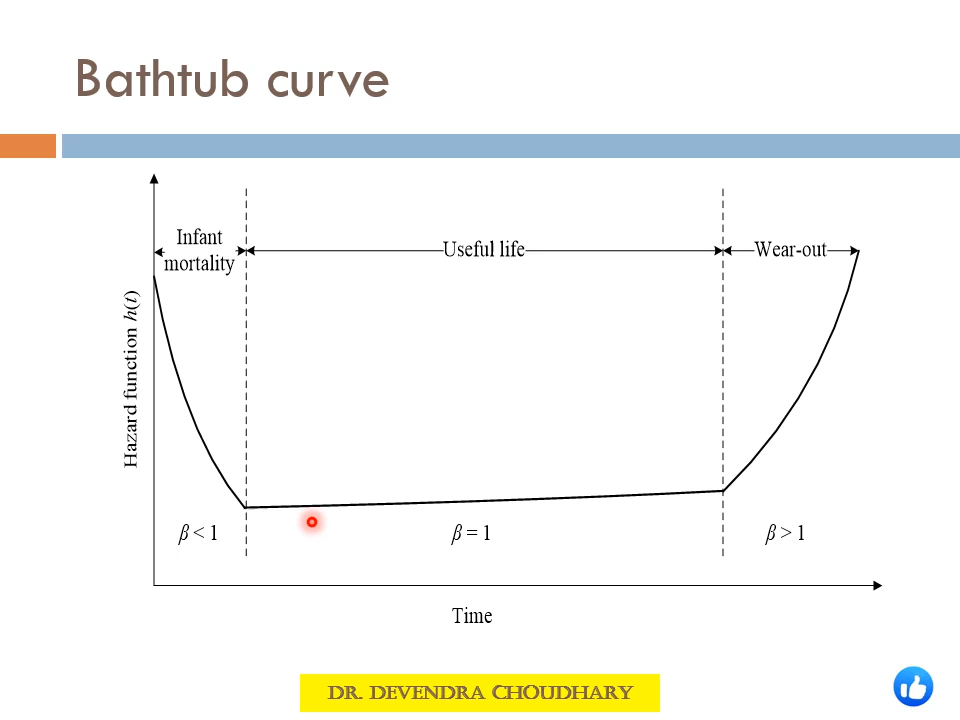 Bathtub curve
Infant
mortality
Useful life
Wear-out
Hazard function h(t)
β < 1
β = 1
β > 1
Time
DR. DEVENDRA CHOUDHARY